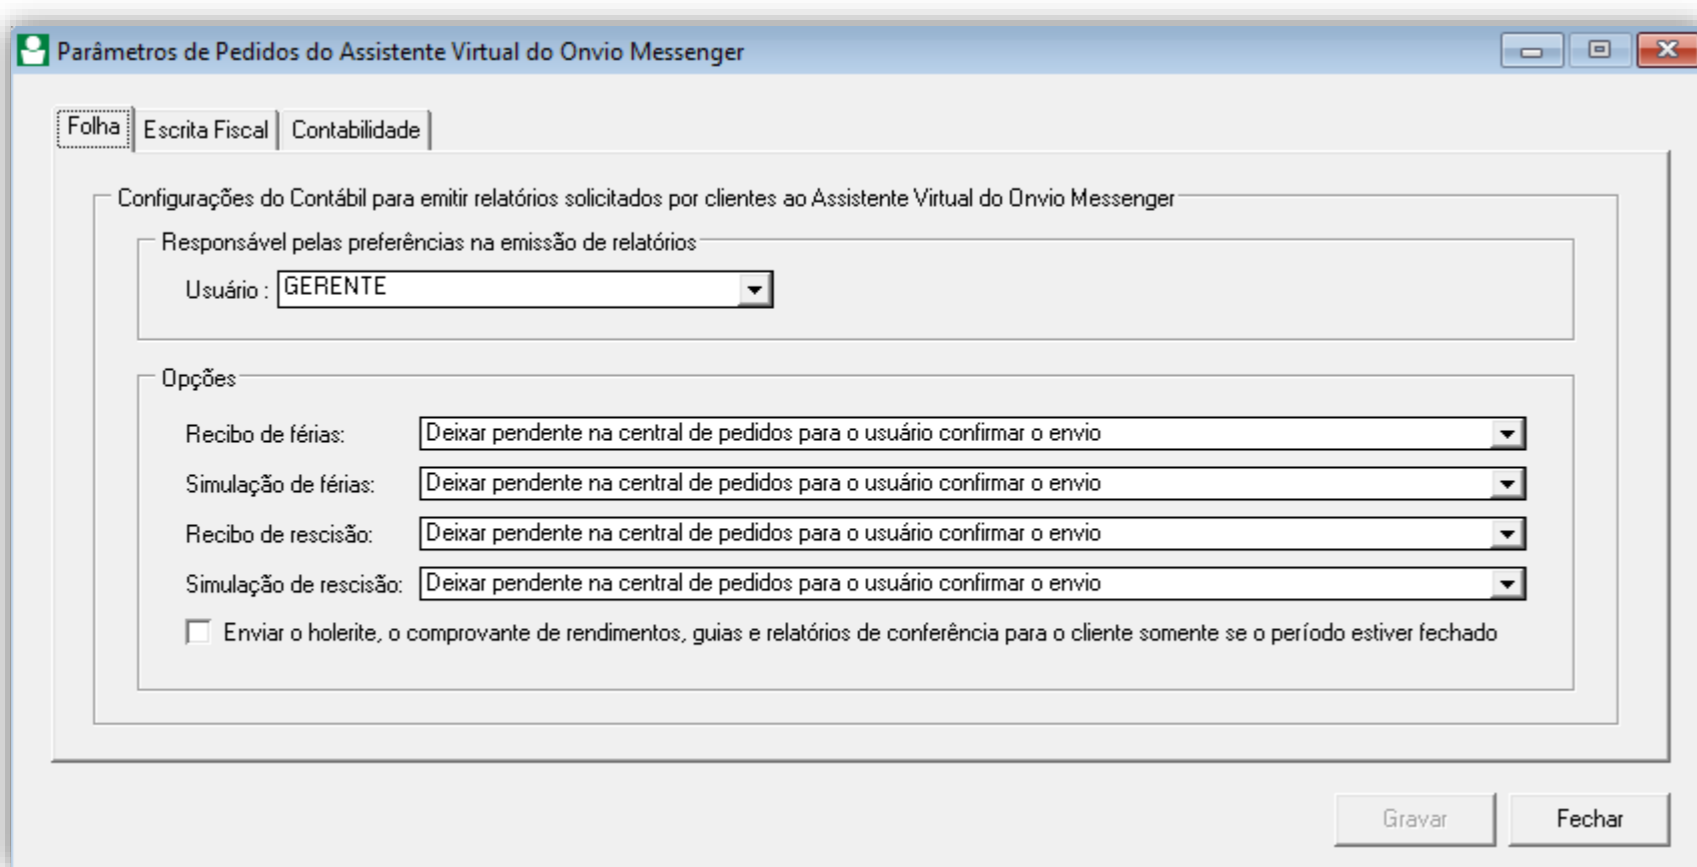 Parâmetros de Pedidos do Assistente Virtual do Onvio Messenger
Folha Escrita Fiscal Contabilidade
Configurações do Contábil para emitir relatórios solicitados por clientes ao Assistente Virtual do Onvio Messenger
Responsável pelas preferências na emissão de relatórios
Usuário : GERENTE
Opções
Recibo de férias: Deixar pendente na central de pedidos para o usuário confirmar o envio
Simulação de férias: Deixar pendente na central de pedidos para o usuário confirmar o envio
Recibo de rescisão: Deixar pendente na central de pedidos para o usuário confirmar o envio
Simulação de rescisão: Deixar pendente na central de pedidos para o usuário confirmar o envio
Enviar o holerite, o comprovante de rendimentos, guias e relatórios de conferência para o cliente somente se o período estiver fechado
Gravar Fechar